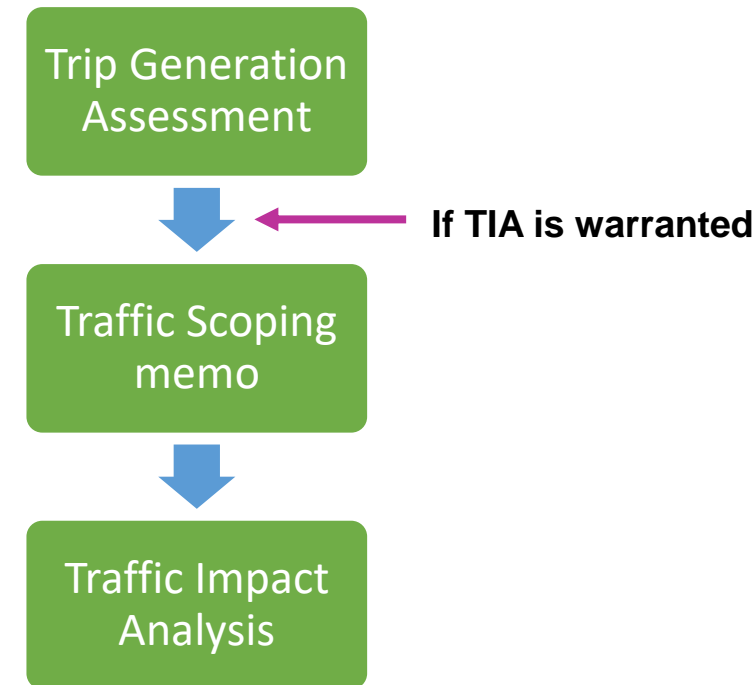 Trip Generation
Assessment
If TIA is warranted
Traffic Scoping
memo
Traffic Impact
Analysis